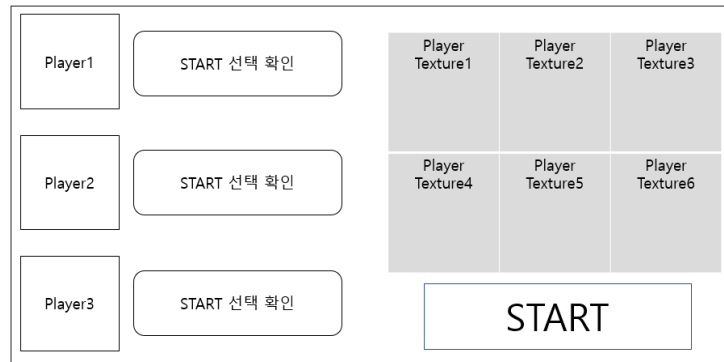 Player1
START 선택 확인
Player2
START 선택 확인
Player3
START 선택 확인
Player
Texture1
Player
Texture2
Player
Texture3
Player
Texture4
Player
Texture5
Player
Texture6
START